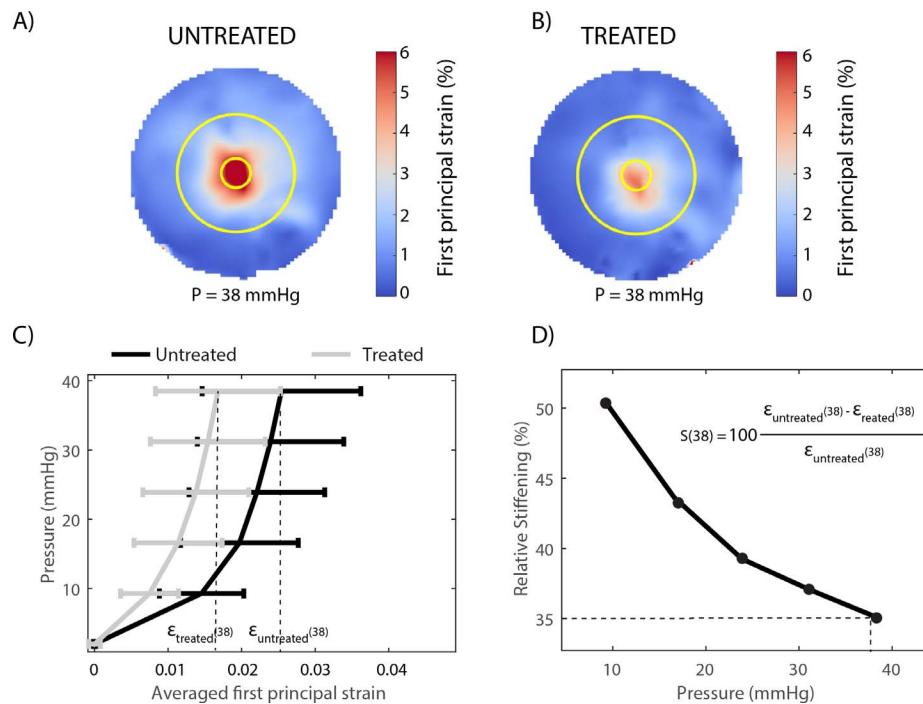 A)
UNTREATED
6
5
4
3
2
1
0
First principal strain (%)
P = 38 mmHg
B)
TREATED
6
5
4
3
2
1
0
First principal strain (%)
P = 38 mmHg
C)
Untreated
Treated
Pressure (mmHg)
40
30
20
10
εtreated(38)
εuntreated(38)
0
0.01
0.02
0.03
0.04
Averaged first principal strain
D)
Relative Stiffening (%)
50
45
40
35
S(38) = 100
εuntreated(38) - εreated(38)
εuntreated(38)
10
20
30
40
Pressure (mmHg)